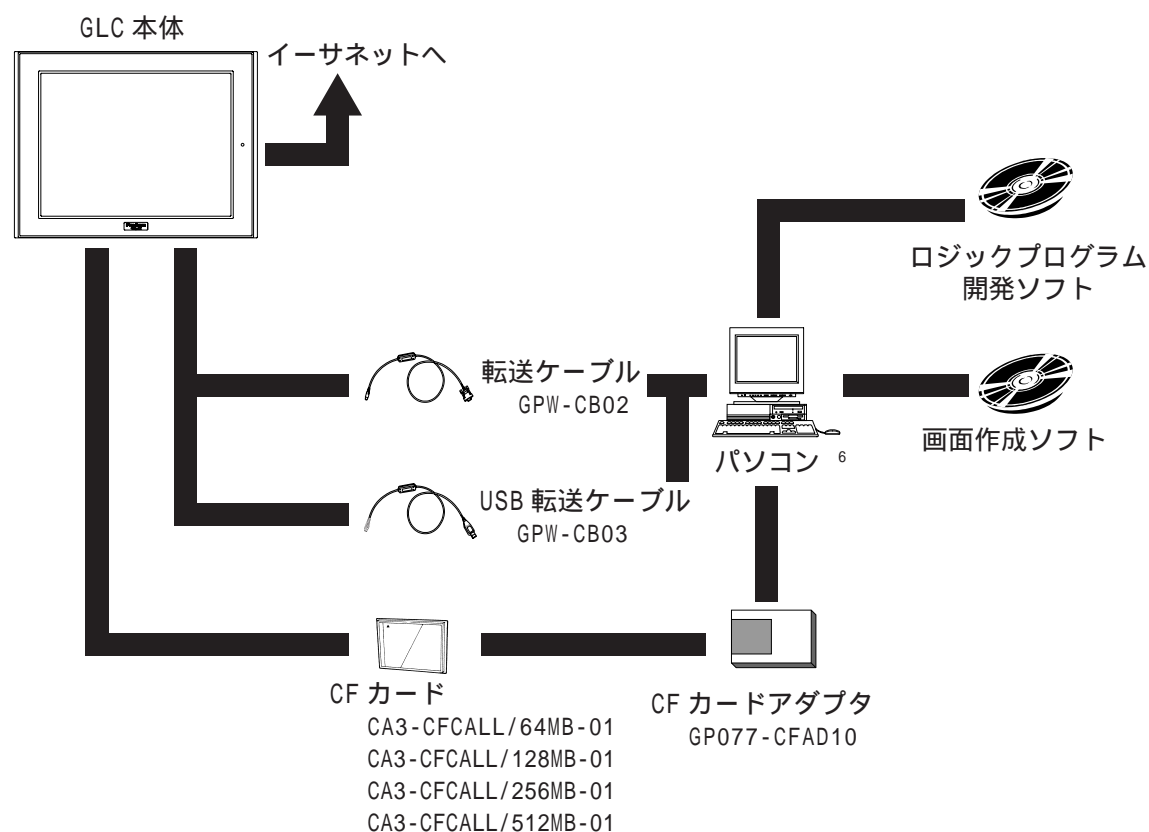 GLC 本体
イーサネットへ
ロジックプログラム
開発ソフト
転送ケーブル
GPW-CB02
画面作成ソフト
パソコン 6
USB 転送ケーブル
GPW-CB03
CF カード
CA3-CFCALL/64MB-01
CA3-CFCALL/128MB-01
CA3-CFCALL/256MB-01
CA3-CFCALL/512MB-01
CF カードアダプタ
GP077-CFAD10